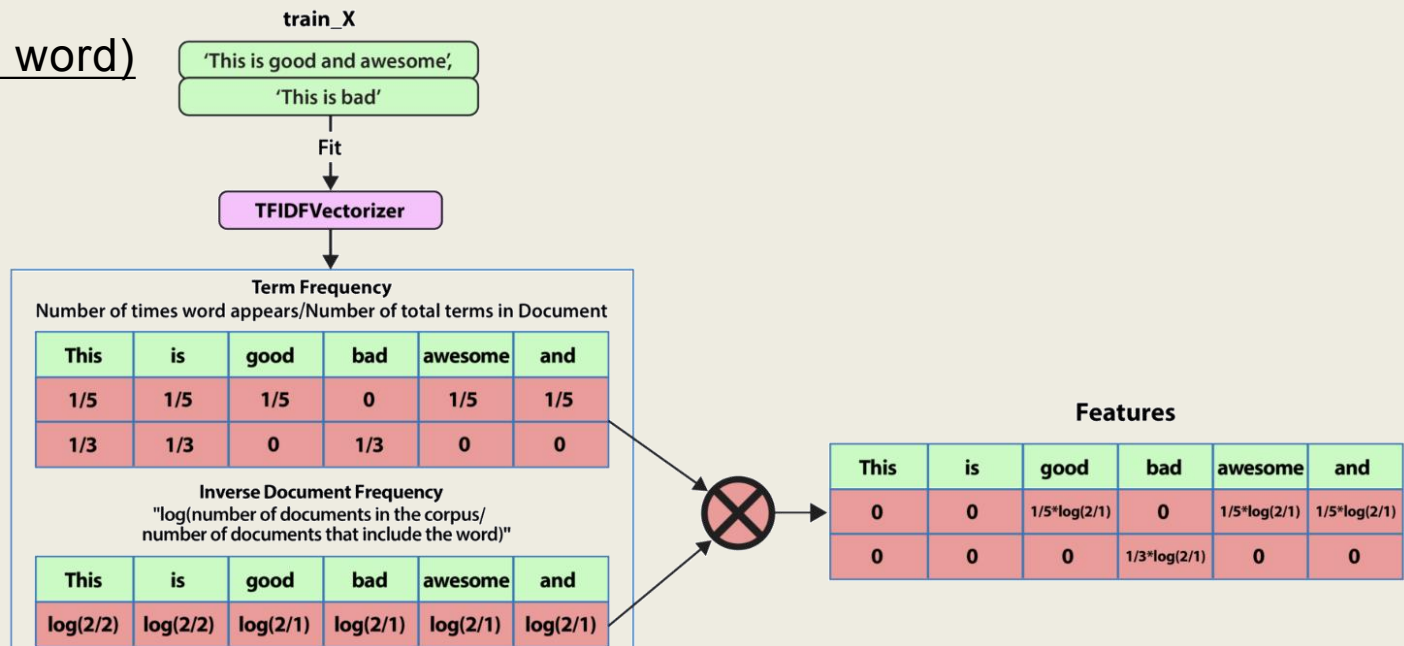 word)
train_X
‘This is good and awesome’,
‘This is bad’
Fit
TFIDFVectorizer
Term Frequency
Number of times word appears/Number of total terms in Document
This is good bad awesome and
1/5 1/5 1/5 0 1/5 1/5
1/3 1/3 0 1/3 0 0
Inverse Document Frequency
"log(number of documents in the corpus/
number of documents that include the word)"
This is good bad awesome and
log(2/2) log(2/2) log(2/1) log(2/1) log(2/1) log(2/1)
Features
This is good bad awesome and
0 0 1/5*log(2/1) 0 1/5*log(2/1) 1/5*log(2/1)
0 0 0 1/3*log(2/1) 0 0